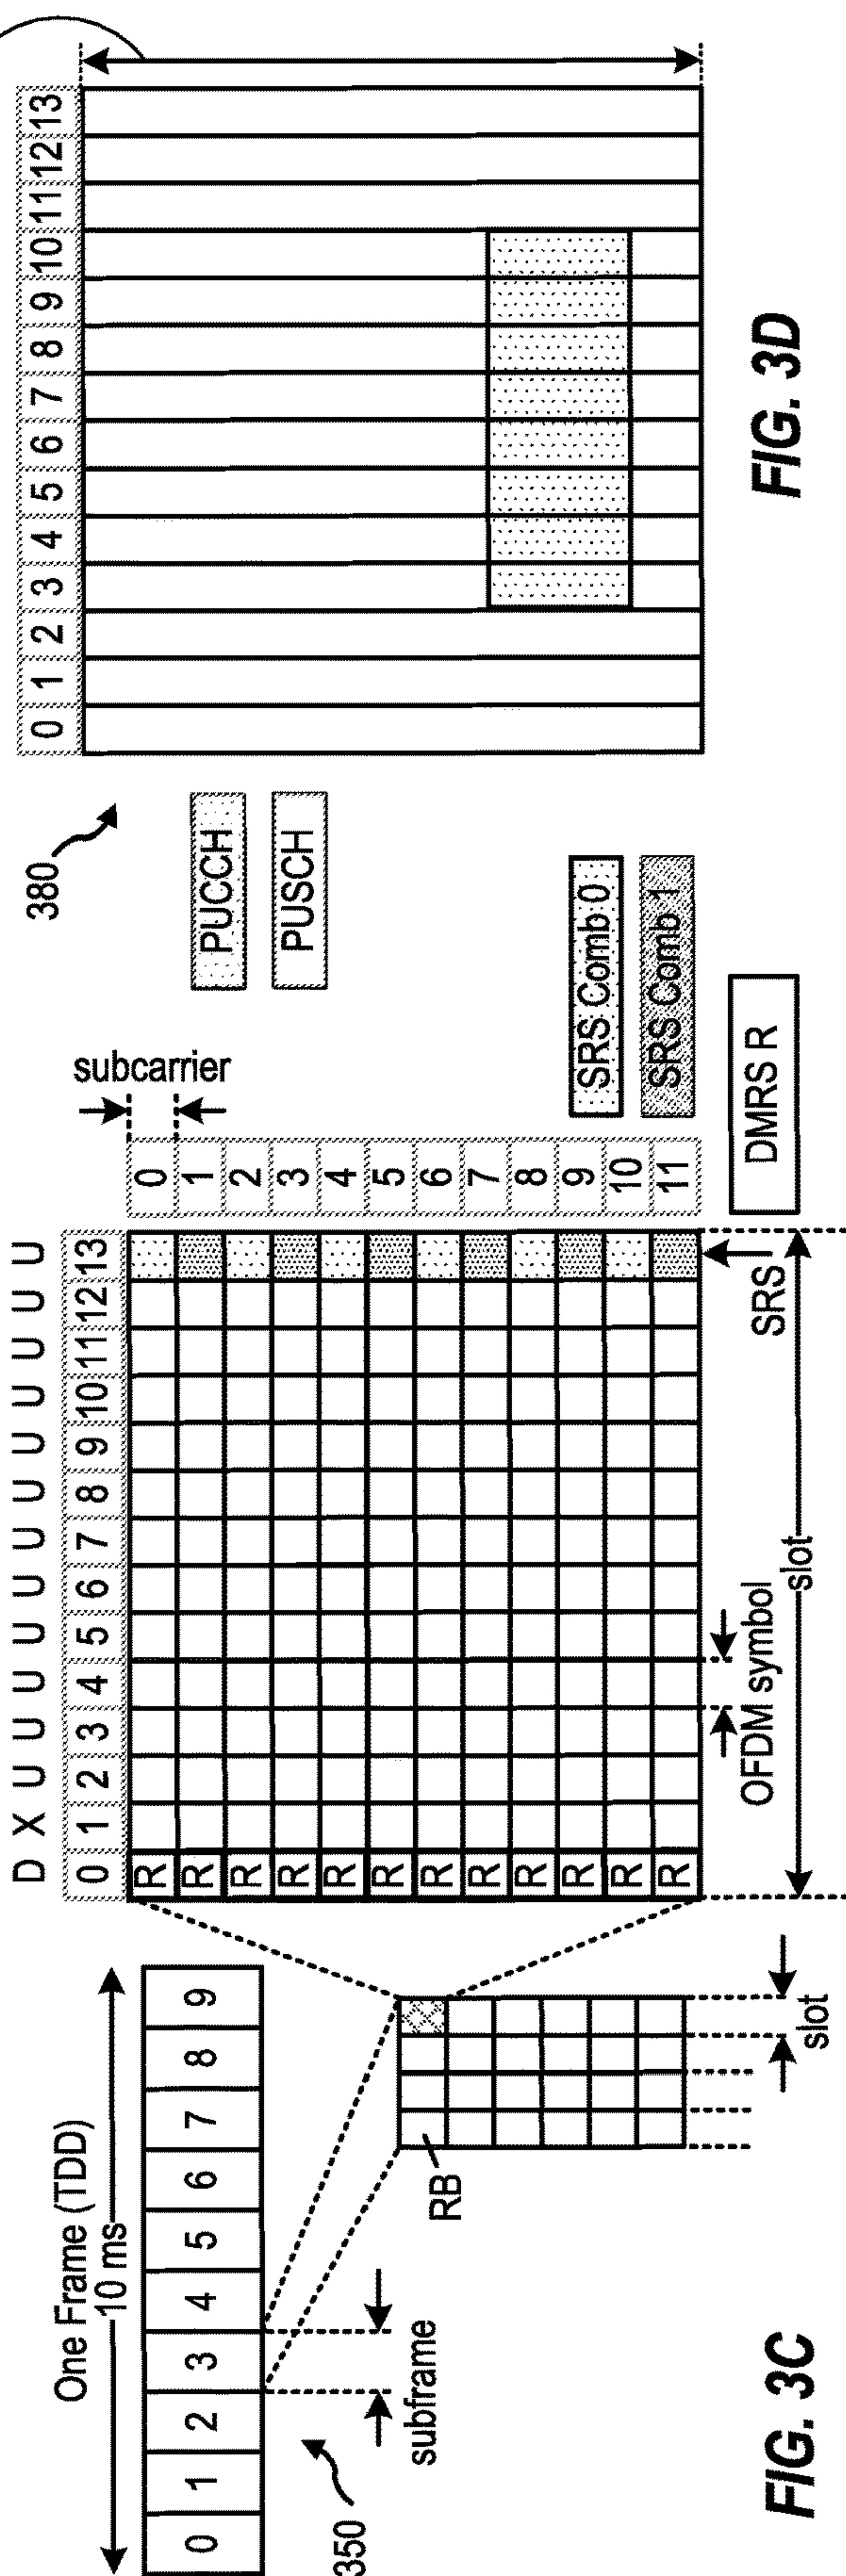 One Frame (TDD)
10 ms
0 1 2 3 4 5 6 7 8 9
350
subframe
RB
slot
D X U U U U U U U U U U U U
0 1 2 3 4 5 6 7 8 9 10 11 12 13
R
R
R
R
R
R
R
R
R
R
R
R
subcarrier
0
1
2
3
4
5
6
7
8
9
10
11
OFDM symbol
SRS
slot
SRS Comb 0
SRS Comb 1
DMRS R
FIG. 3C
380
PUCCH
PUSCH
0 1 2 3 4 5 6 7 8 9 10 11 12 13
FIG. 3D